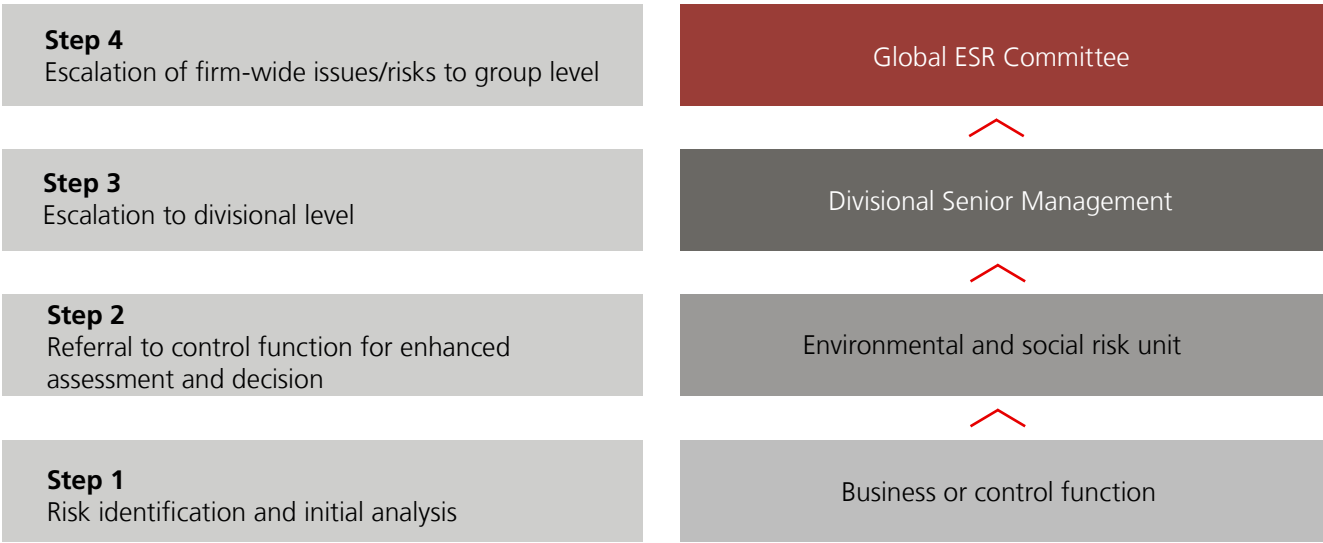 Step 4
Escalation of firm-wide issues/risks to group level
Global ESR Committee
Step 3
Escalation to divisional level
Divisional Senior Management
Step 2
Referral to control function for enhanced
assessment and decision
Environmental and social risk unit
Step 1
Risk identification and initial analysis
Business or control function